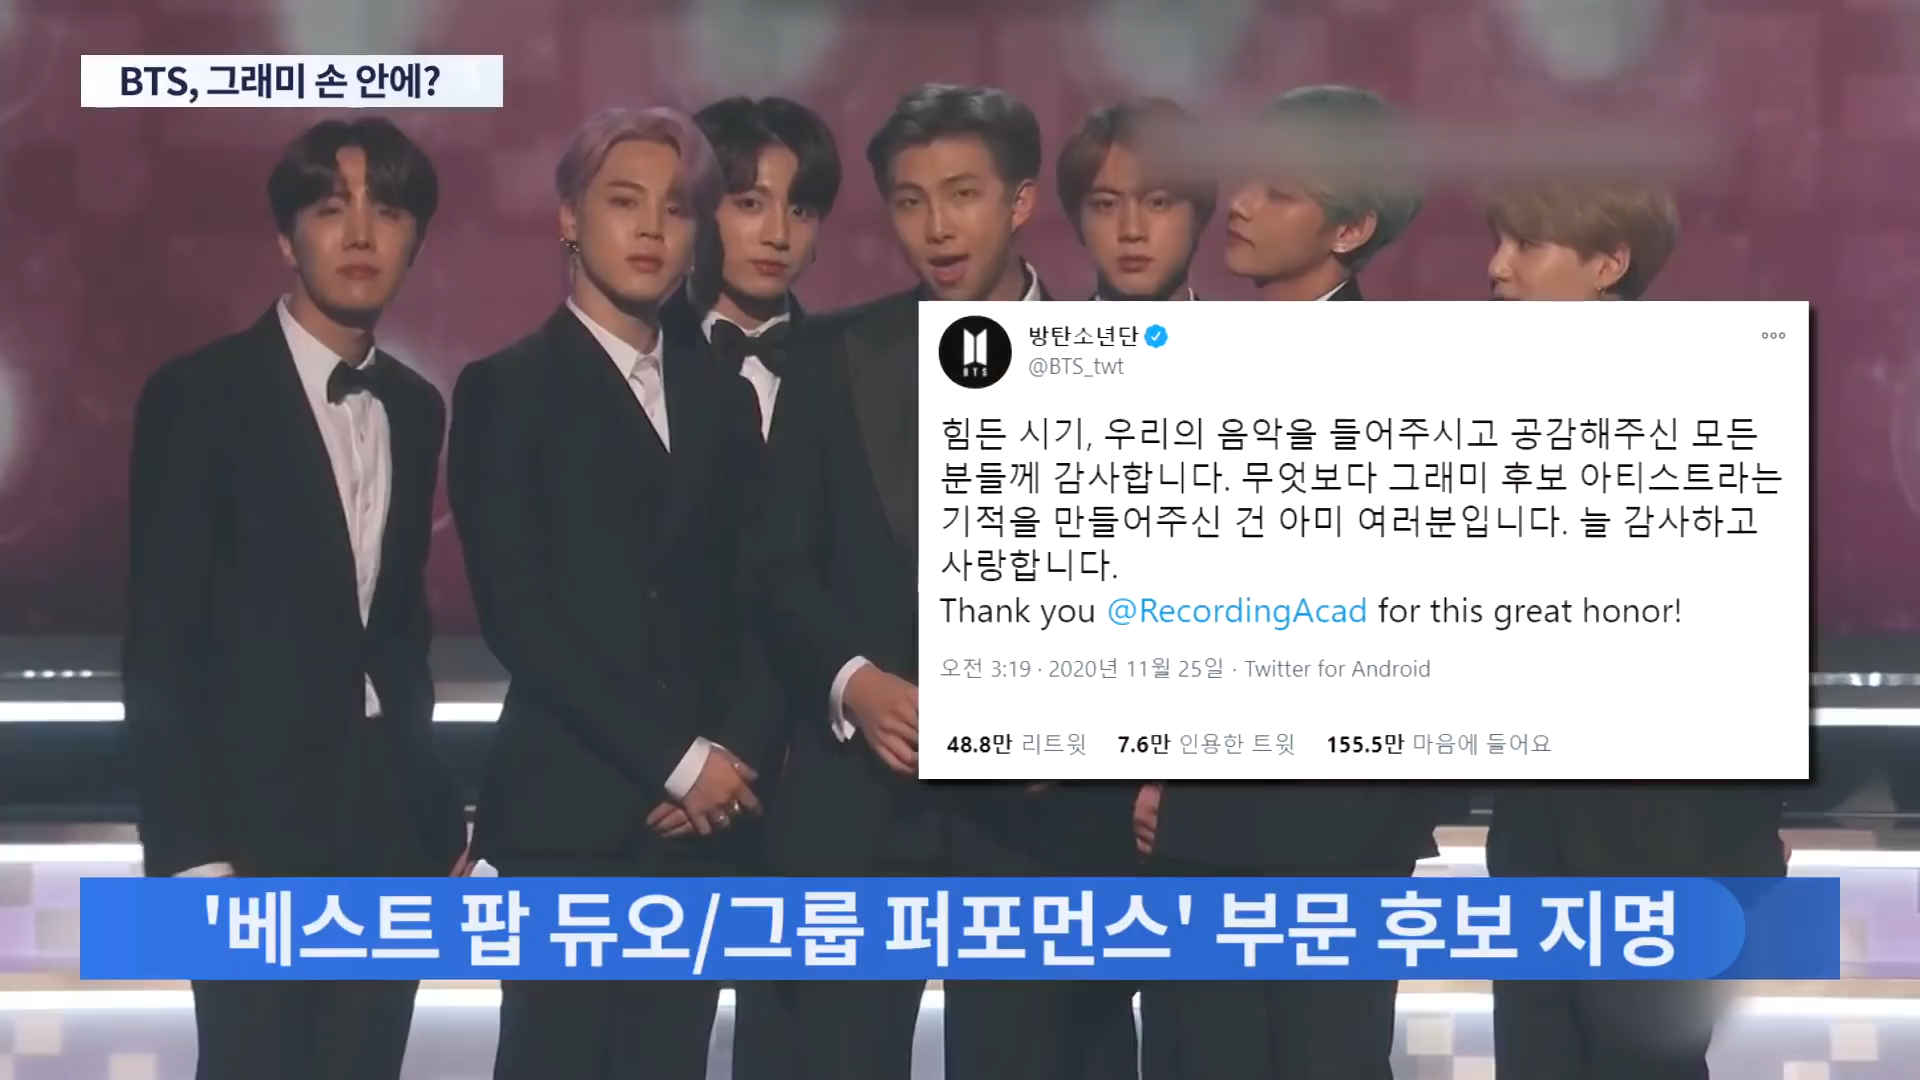 BTS, 그래미 손 안에?
방탄소년단
@BTS_twt
BTS
힘든 시기, 우리의 음악을 들어주시고 공감해주신 모든
분들께 감사합니다. 무엇보다 그래미 후보 아티스트라는
기적을 만들어주신 건 아미 여러분입니다. 늘 감사하고
사랑합니다.
Thank you @RecordingAcad for this great honor!
오전 3:19 · 2020년 11월 25일 · Twitter for Android
48.8만 리트윗 7.6만 인용한 트윗 155.5만 마음에 들어요
'베스트 팝 듀오/그룹 퍼포먼스' 부문 후보 지명